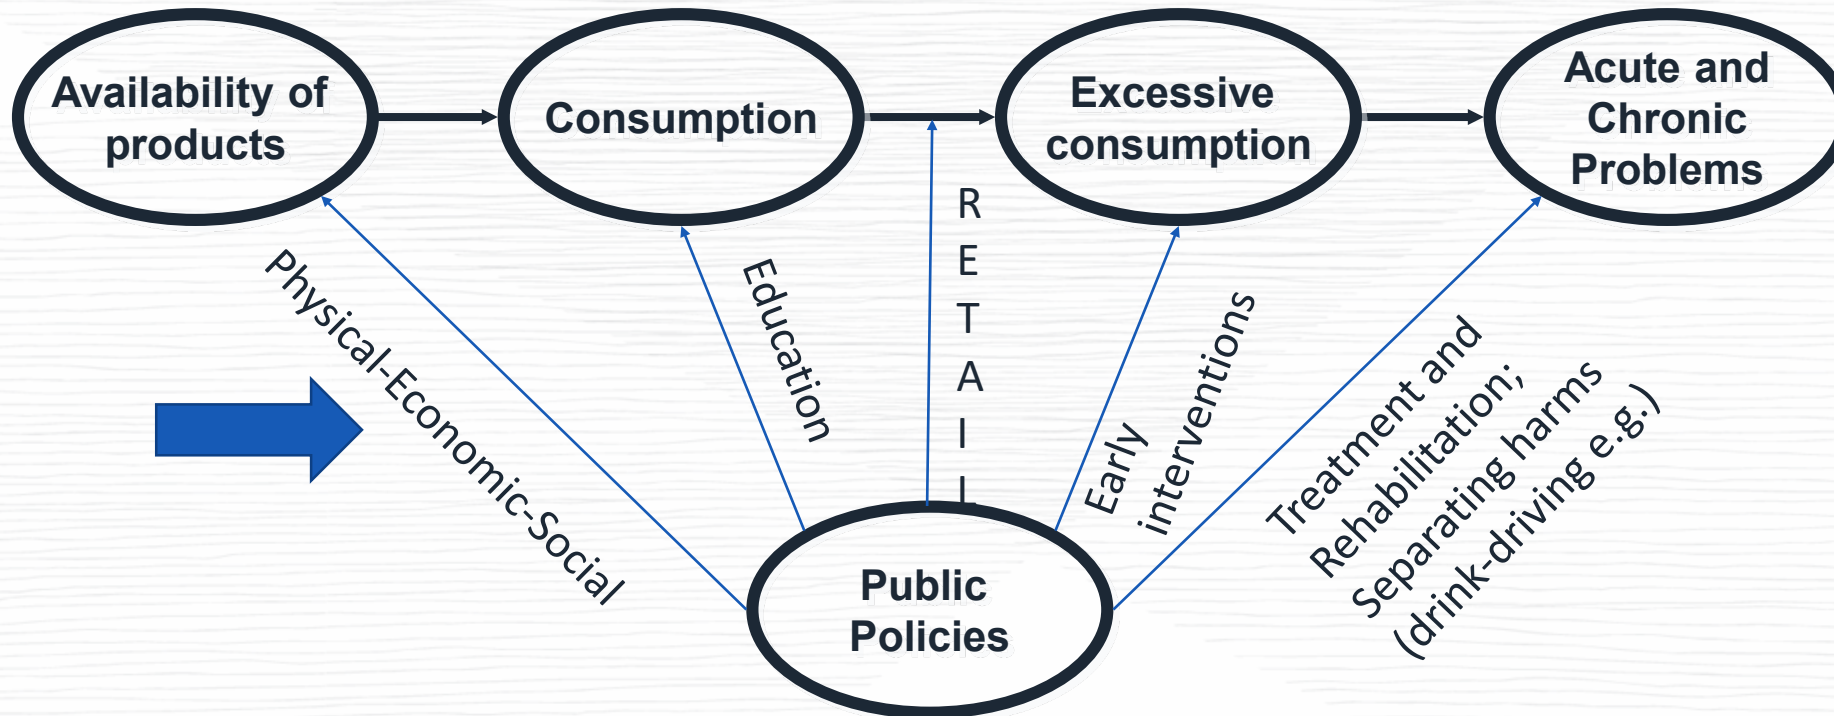 Availability of
products
Consumption
Excessive
consumption
Acute and
Chronic
Problems
Physical-Economic-Social
Education
R
E
T
A
I
L
Early
interventions
Treatment and
Rehabilitation;
Separating harms
(drink-driving e.g.)
Public
Policies